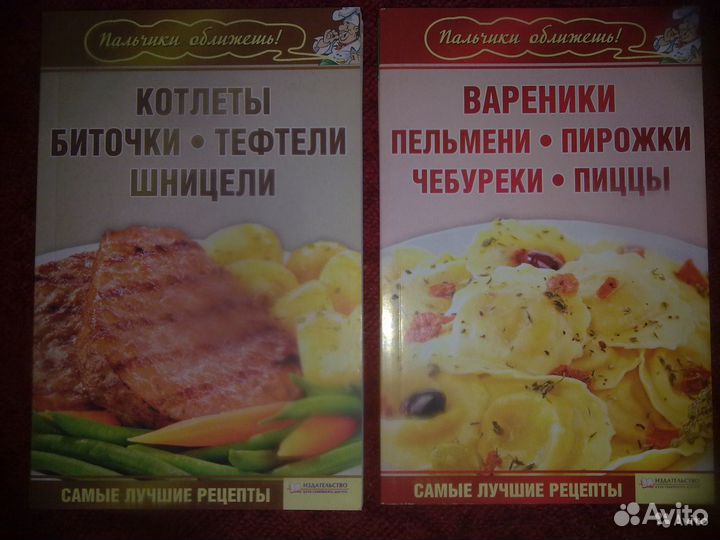 Пальчики оближешь!
КОТЛЕТЫ
БИТОЧКИ • ТЕФТЕЛИ
ШНИЦЕЛИ
САМЫЕ ЛУЧШИЕ РЕЦЕПТЫ
ИЗДАТЕЛЬСТВО
Пальчики оближешь!
ВАРЕНИКИ
ПЕЛЬМЕНИ • ПИРОЖКИ
ЧЕБУРЕКИ • ПИЦЦЫ
САМЫЕ ЛУЧШИЕ РЕЦЕПТЫ
ИЗДАТЕЛЬСТВО
Avito